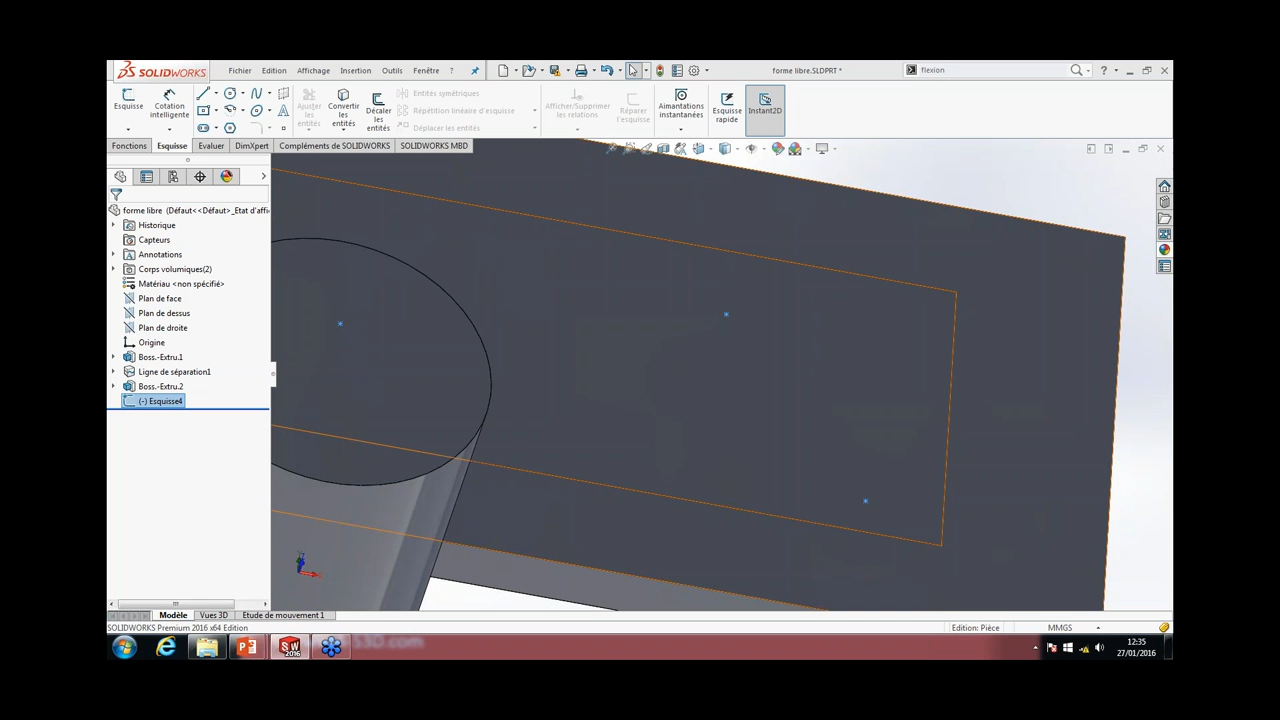 SOLIDWORKS
Fichier Edition Affichage Insertion Outils Fenêtre ?
forme libre.SLDPRT *
flexion
Esquisse
Cotation intelligente
Ajuster les entités
Convertir les entités
Décaler les entités
Entités symétriques
Répétition linéaire d'esquisse
Déplacer les entités
Afficher/Supprimer les relations
Réparer l'esquisse
Aimantations instantanées
Esquisse rapide
Instant2D
Fonctions Esquisse Evaluer DimXpert Compléments de SOLIDWORKS SOLIDWORKS MBD
forme libre (Défaut<<Défaut>_Etat d'affi
Historique
Capteurs
Annotations
Corps volumiques(2)
Matériau <non spécifié>
Plan de face
Plan de dessus
Plan de droite
Origine
Boss.-Extru.1
Ligne de séparation1
Boss.-Extru.2
(-) Esquisse4
Modèle Vues 3D Etude de mouvement 1
SOLIDWORKS Premium 2016 x64 Edition
Edition: Pièce
MMGS
SW 2016
12:35
27/01/2016